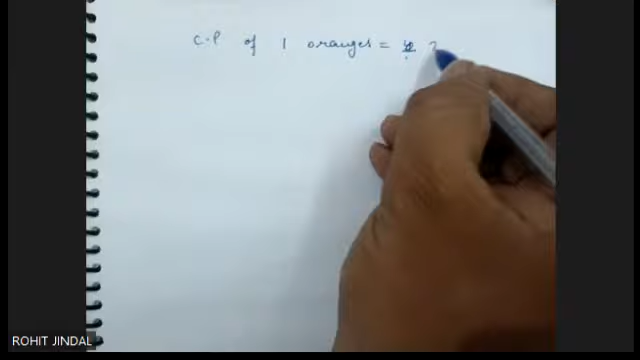 C.P of 1 oranges =
ROHIT JINDAL